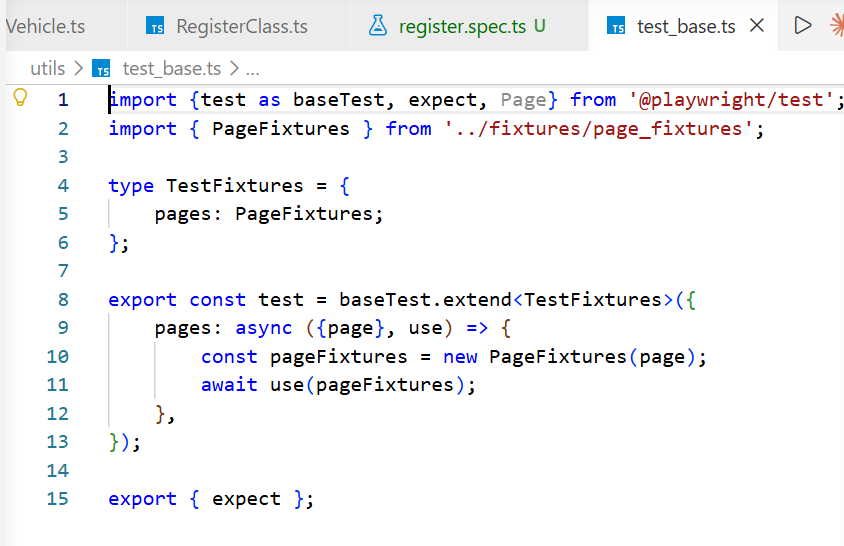 Vehicle.ts TS RegisterClass.ts register.spec.ts U TS test_base.ts
utils > TS test_base.ts > ...
1 import {test as baseTest, expect, Page} from '@playwright/test';
2 import { PageFixtures } from '../fixtures/page_fixtures';
3
4 type TestFixtures = {
5     pages: PageFixtures;
6 };
7
8 export const test = baseTest.extend<TestFixtures>({
9     pages: async ({page}, use) => {
10         const pageFixtures = new PageFixtures(page);
11         await use(pageFixtures);
12     },
13 });
14
15 export { expect };